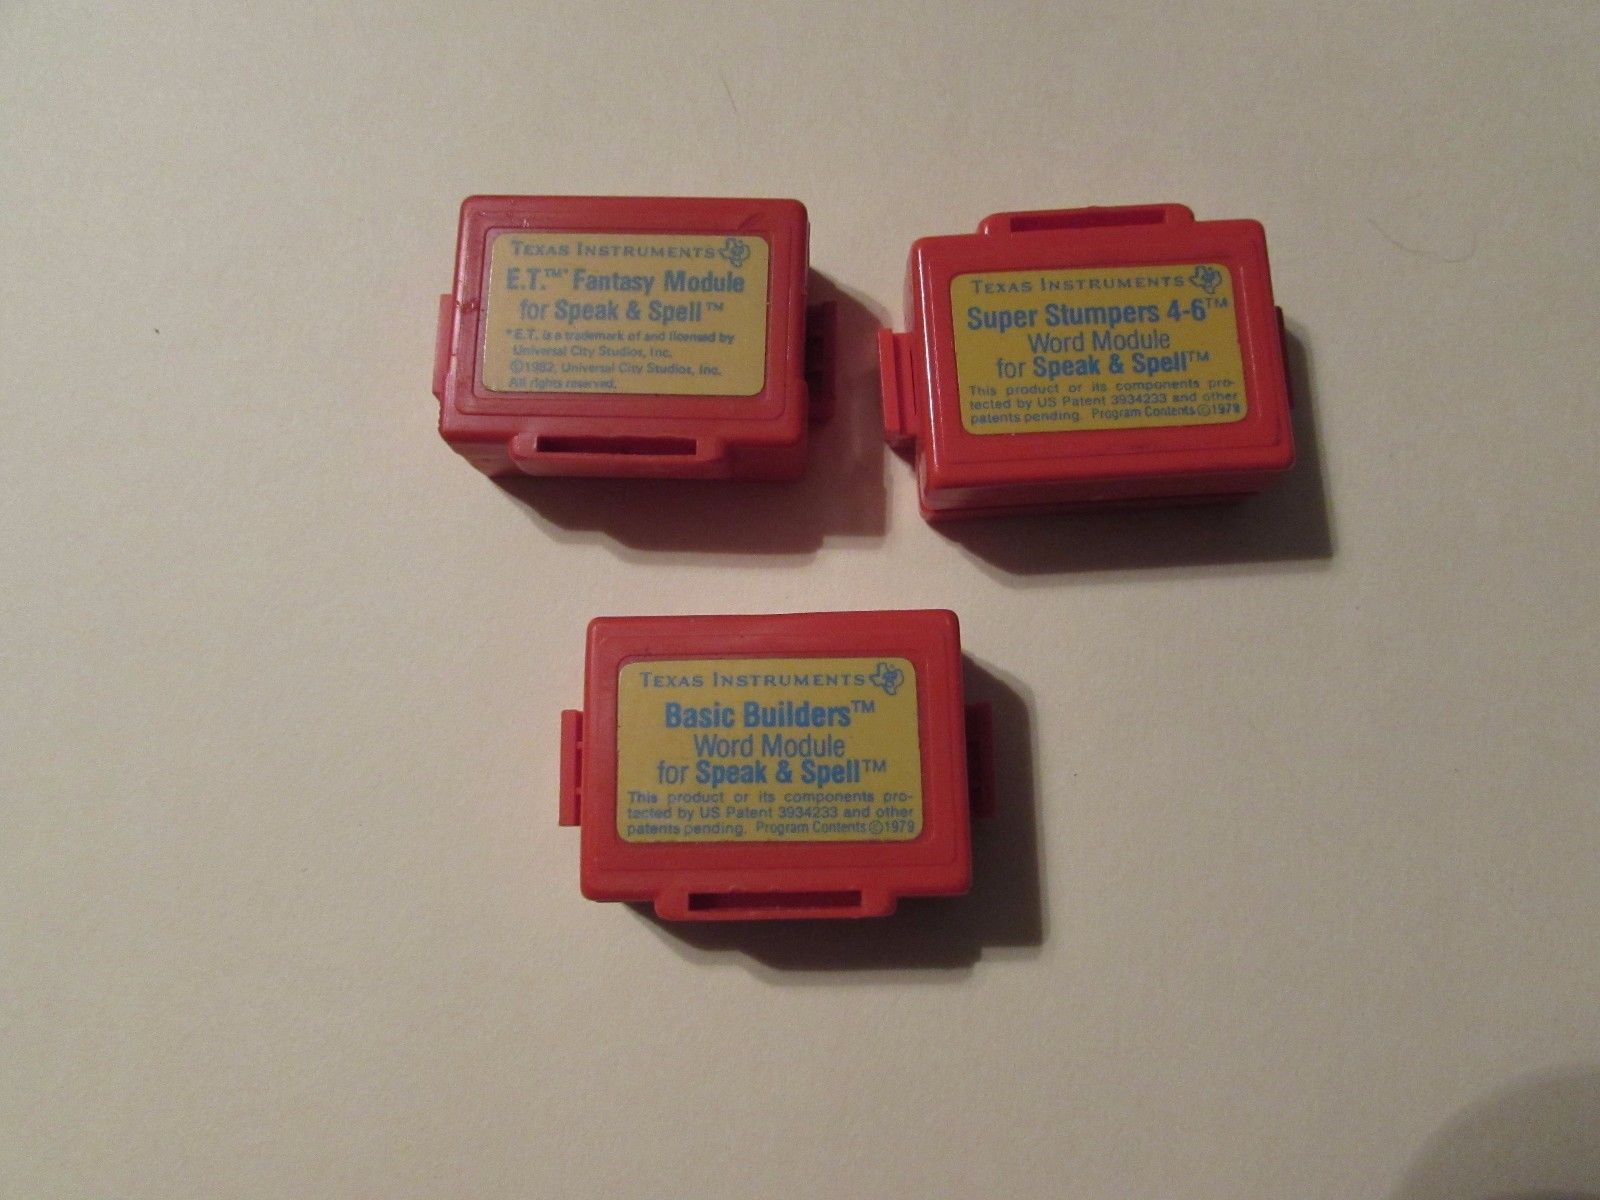 TEXAS INSTRUMENTS
E.T.™* Fantasy Module
for Speak & Spell™
*E.T. is a trademark of and licensed by
Universal City Studios, Inc.
©1982, Universal City Studios, Inc.
All rights reserved.
TEXAS INSTRUMENTS
Super Stumpers 4-6™
Word Module
for Speak & Spell™
This product or its components pro-
tected by US Patent 3934233 and other
patents pending. Program Contents ©1979
TEXAS INSTRUMENTS
Basic Builders™
Word Module
for Speak & Spell™
This product or its components pro-
tected by US Patent 3934233 and other
patents pending. Program Contents ©1979